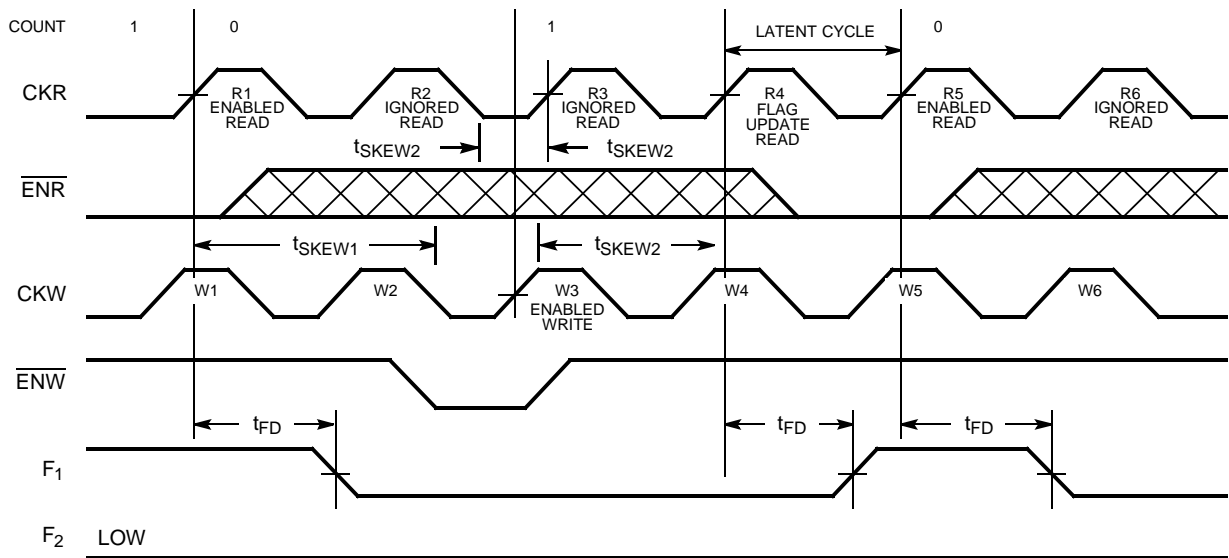 COUNT 1 0 1 LATENT CYCLE 0
CKR
R1 ENABLED READ
R2 IGNORED READ
R3 IGNORED READ
R4 FLAG UPDATE READ
R5 ENABLED READ
R6 IGNORED READ
tSKEW2 tSKEW2
ENR
tSKEW1 tSKEW2
CKW
W1
W2
W3 ENABLED WRITE
W4
W5
W6
ENW
tFD tFD tFD
F1
F2 LOW